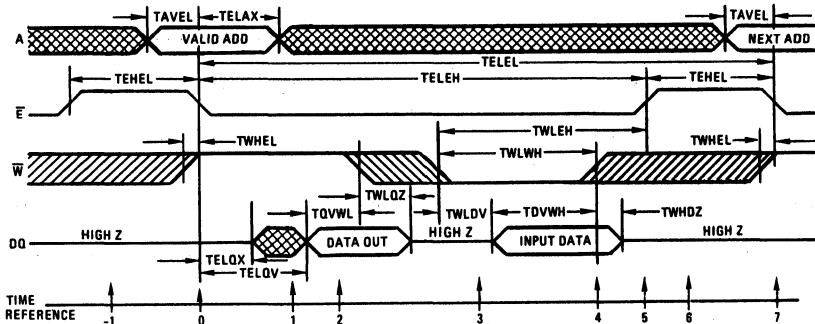 TAVEL TELAX TAVEL
A VALID ADD NEXT ADD
TELEL
TEHEL TELEH TEHEL
E
TWLEH
TWHEL TWHEL
W TWLWH
TWLQZ
TQVWL TWLDV TDVWH TWHDZ
DQ HIGH Z DATA OUT HIGH Z INPUT DATA HIGH Z
TELQX
TELQV
TIME
REFERENCE
-1 0 1 2 3 4 5 6 7